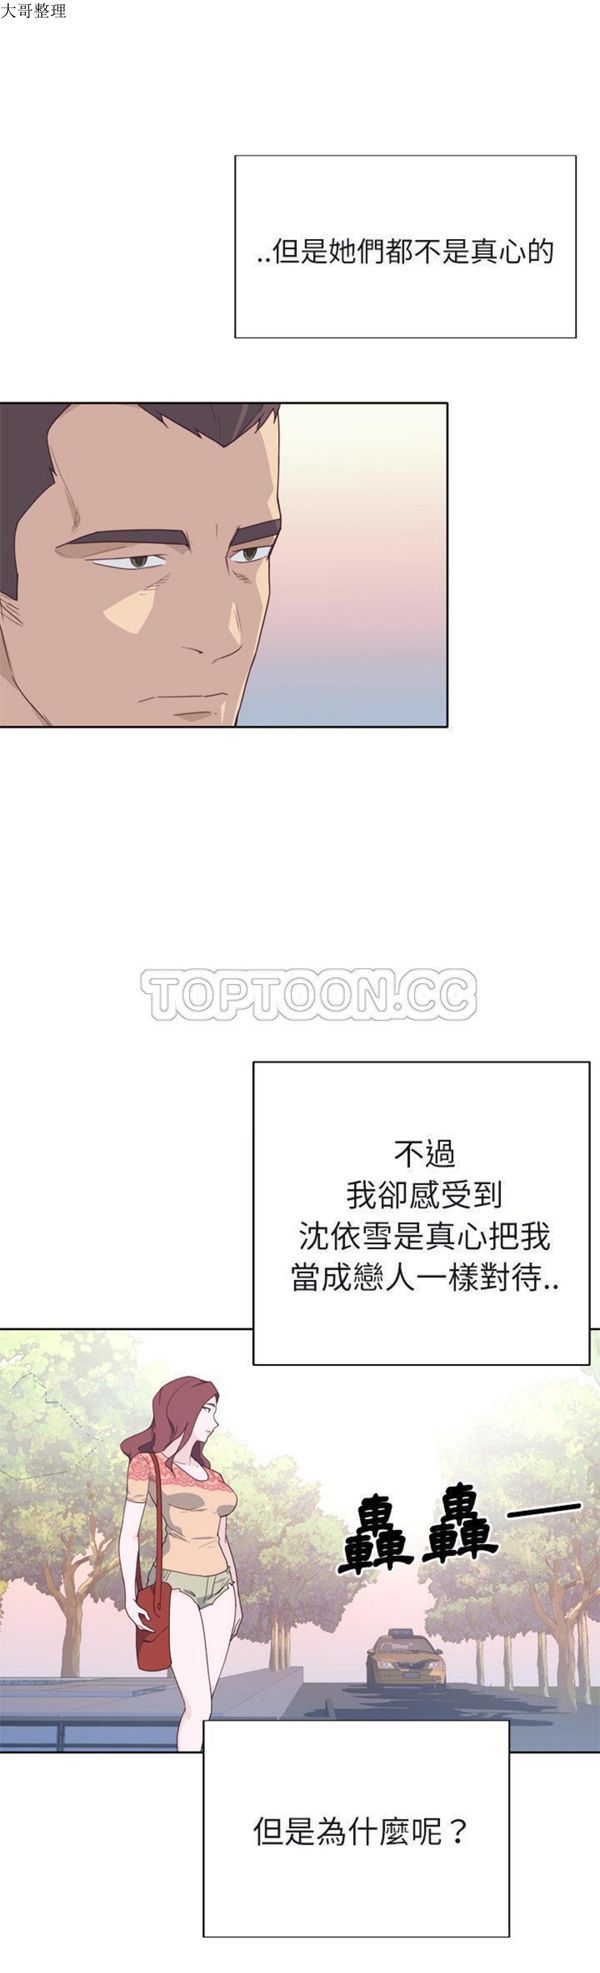 大哥整理
..但是她們都不是真心的
TOPTOON.CC
不過
我卻感受到
沈依雪是真心把我
當成戀人一樣對待..
轟轟—
但是為什麼呢？